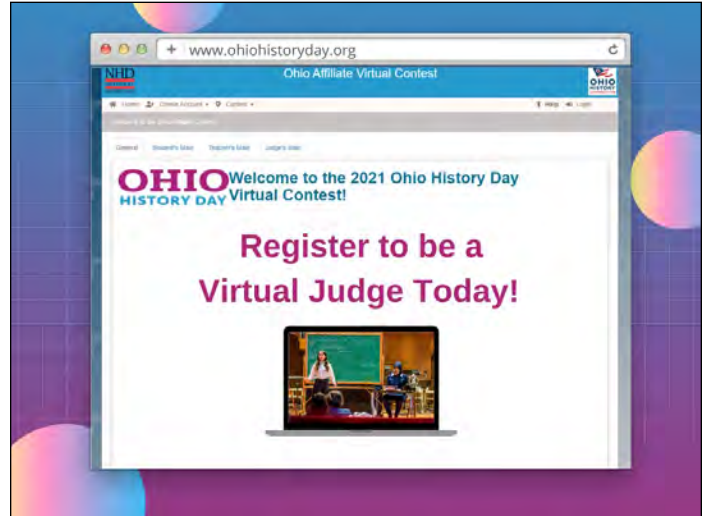 + www.ohiohistoryday.org
NHD
Ohio Affiliate Virtual Contest
OHIO
HISTORY
Home Create Account Contest
Help Login
General Student's Side Teacher's Side Judge's Side
OHIO
HISTORY DAY
Welcome to the 2021 Ohio History Day
Virtual Contest!
Register to be a
Virtual Judge Today!